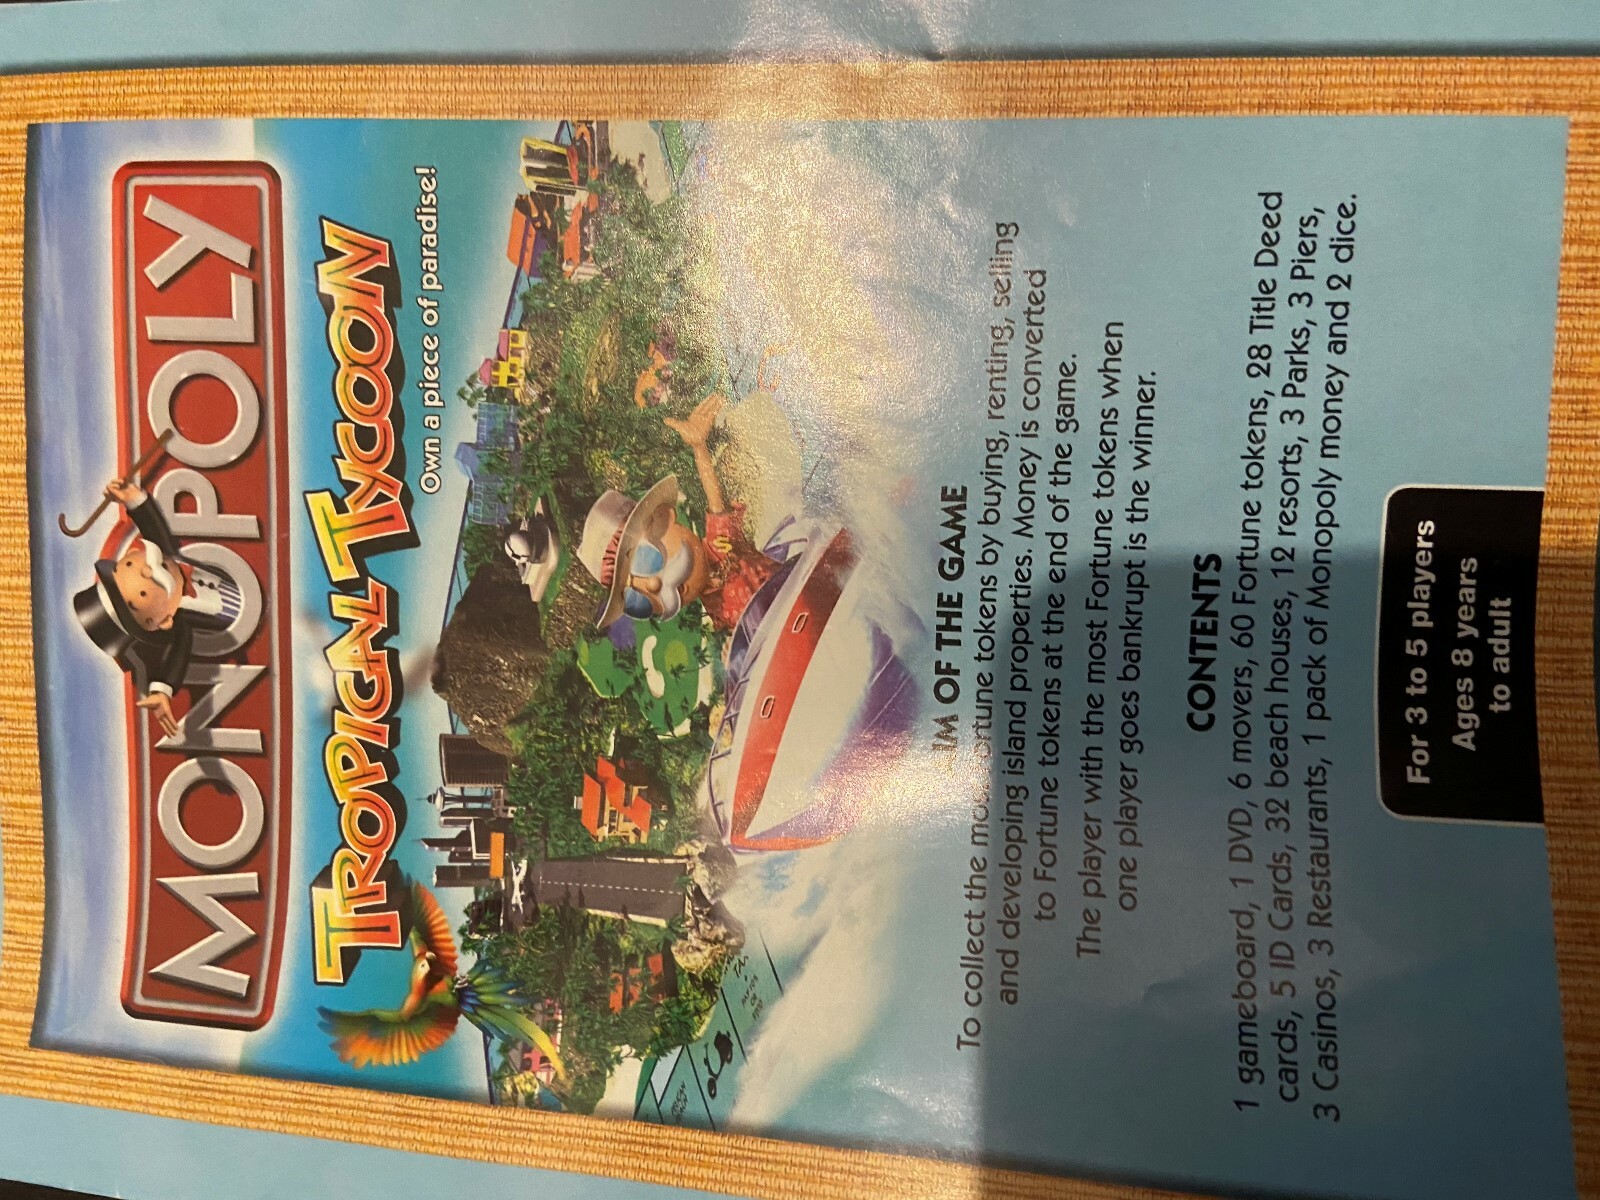 MONOPOLY
TROPICAL TYCOON
Own a piece of paradise!
AIM OF THE GAME
To collect the most Fortune tokens by buying, renting, selling
and developing island properties. Money is converted
to Fortune tokens at the end of the game.
The player with the most Fortune tokens when
one player goes bankrupt is the winner.
CONTENTS
1 gameboard, 1 DVD, 6 movers, 60 Fortune tokens, 28 Title Deed
cards, 5 ID Cards, 32 beach houses, 12 resorts, 3 Parks, 3 Piers,
3 Casinos, 3 Restaurants, 1 pack of Monopoly money and 2 dice.
For 3 to 5 players
Ages 8 years
to adult